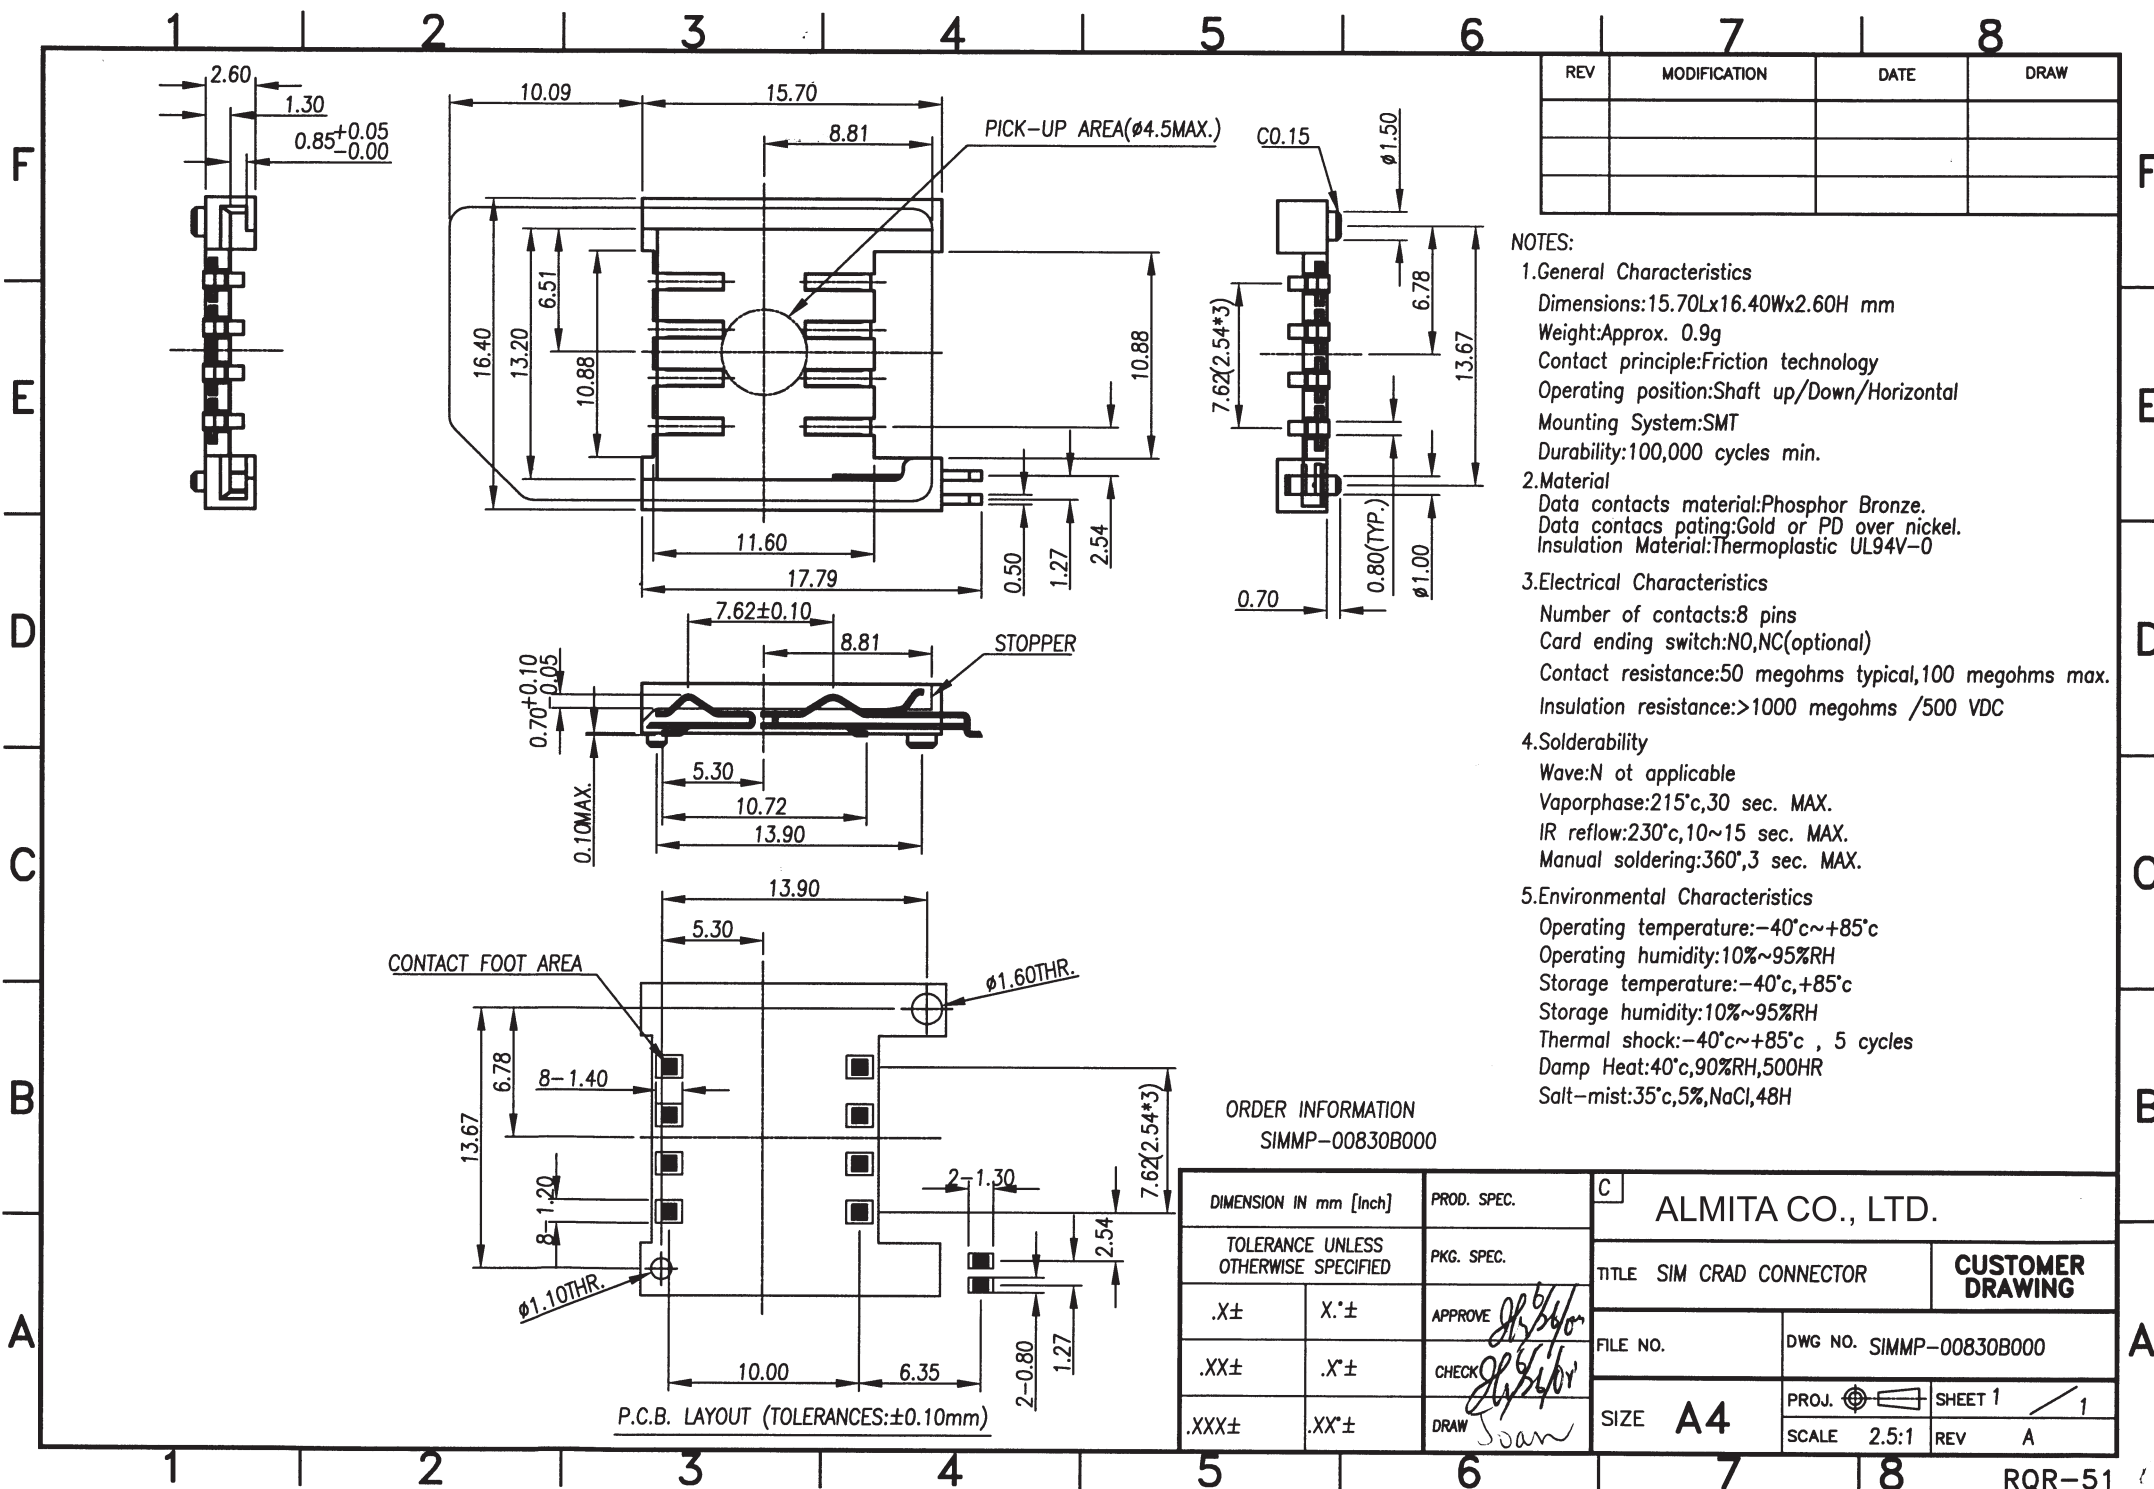 1 2 3 4 5 6 7 8
F F
E E
D D
C C
B B
A A
2.60
1.30
0.85 +0.05 -0.00
10.09
15.70
8.81
PICK-UP AREA(ø4.5MAX.)
16.40
13.20
6.51
10.88
10.88
11.60
17.79
0.50
1.27
2.54
C0.15
ø1.50
7.62(2.54*3)
6.78
13.67
0.80(TYP.)
ø1.00
0.70
7.62±0.10
8.81
STOPPER
0.70 +0.10 -0.05
0.10MAX.
5.30
10.72
13.90
13.90
5.30
CONTACT FOOT AREA
ø1.60THR.
6.78
13.67
8-1.40
8-1.20
ø1.10THR.
7.62(2.54*3)
2-1.30
2.54
1.27
2-0.80
10.00
6.35
P.C.B. LAYOUT (TOLERANCES:±0.10mm)
REV MODIFICATION DATE DRAW
NOTES:
1.General Characteristics
Dimensions:15.70Lx16.40Wx2.60H mm
Weight:Approx. 0.9g
Contact principle:Friction technology
Operating position:Shaft up/Down/Horizontal
Mounting System:SMT
Durability:100,000 cycles min.
2.Material
Data contacts material:Phosphor Bronze.
Data contacs pating:Gold or PD over nickel.
Insulation Material:Thermoplastic UL94V-0
3.Electrical Characteristics
Number of contacts:8 pins
Card ending switch:NO,NC(optional)
Contact resistance:50 megohms typical,100 megohms max.
Insulation resistance:>1000 megohms /500 VDC
4.Solderability
Wave:N ot applicable
Vaporphase:215°c,30 sec. MAX.
IR reflow:230°c,10~15 sec. MAX.
Manual soldering:360°,3 sec. MAX.
5.Environmental Characteristics
Operating temperature:-40°c~+85°c
Operating humidity:10%~95%RH
Storage temperature:-40°c,+85°c
Storage humidity:10%~95%RH
Thermal shock:-40°c~+85°c , 5 cycles
Damp Heat:40°c,90%RH,500HR
Salt-mist:35°c,5%,NaCl,48H
ORDER INFORMATION
SIMMP-00830B000
DIMENSION IN mm [Inch]
TOLERANCE UNLESS
OTHERWISE SPECIFIED
.X± X.°±
.XX± .X°±
.XXX± .XX°±
PROD. SPEC.
PKG. SPEC.
APPROVE
CHECK
DRAW Joan
C
ALMITA CO., LTD.
TITLE SIM CRAD CONNECTOR
CUSTOMER
DRAWING
FILE NO.
DWG NO. SIMMP-00830B000
SIZE A4
PROJ.
SHEET 1 / 1
SCALE 2.5:1
REV A
1 2 3 4 5 6 7 8
RQR-51